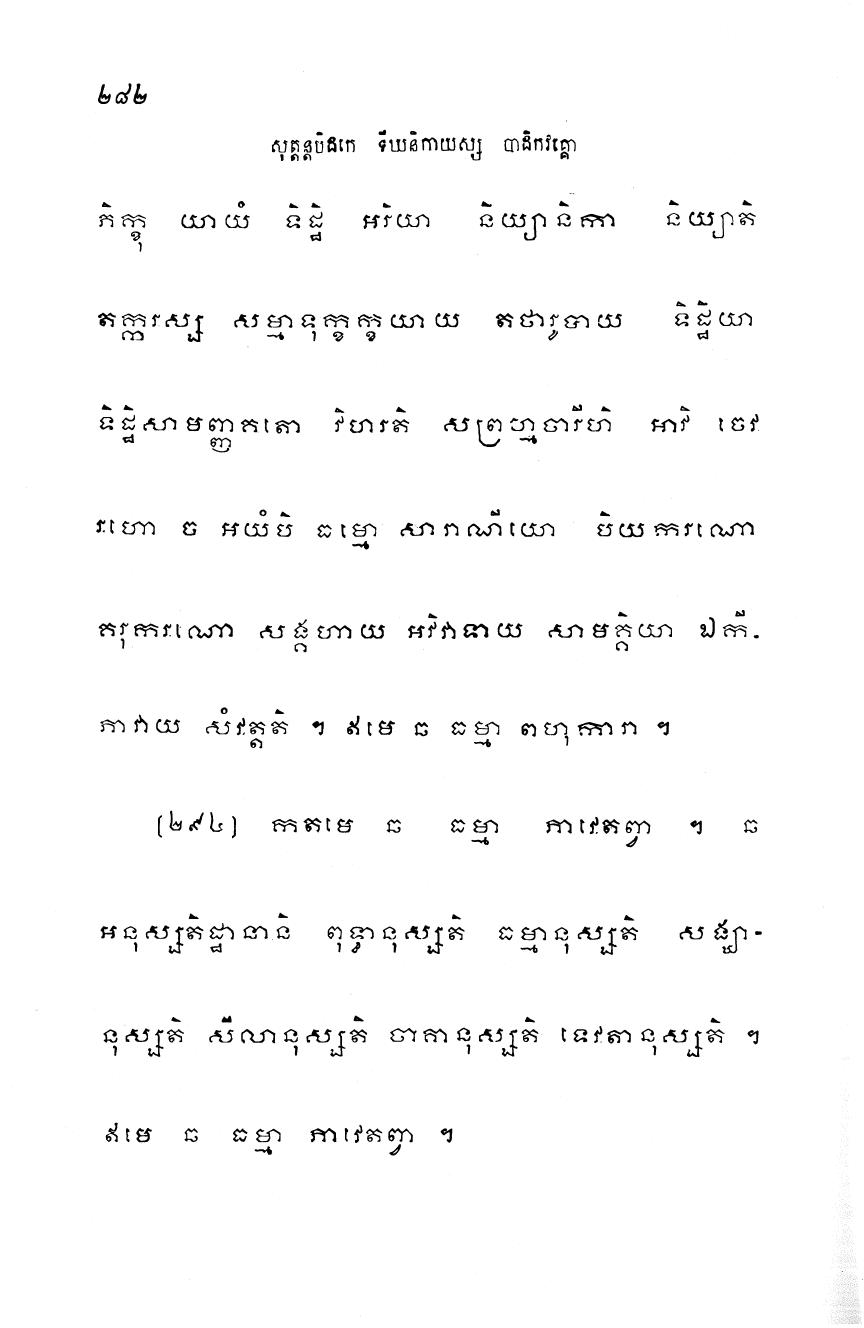 ២៨២
សុត្តន្តបិដកេ ទីឃនិកាយស្ស បាដិកវគ្គោ
ភិក្ខុ យាយំ ទិដ្ឋិ អរិយា និយ្យានិកា និយ្យាតិ
តក្ករស្ស សម្មាទុក្ខក្ខយាយ តថារូបាយ ទិដ្ឋិយា
ទិដ្ឋិសាមញ្ញគតោ វិហរតិ សព្រហ្មចារីហិ អាវិ ចេវ
រហោ ច អយំបិ ធម្មោ សារាណីយោ បិយករណោ
គរុករណោ សង្គហាយ អវិវាទាយ សាមគ្គិយា ឯកី-
ភាវាយ សំវត្តតិ ។ ឥមេ ឆ ធម្មា ពហុការា ។
(២៩៤) កតមេ ឆ ធម្មា ភាវេតព្វា ។ ឆ
អនុស្សតិដ្ឋានានិ ពុទ្ធានុស្សតិ ធម្មានុស្សតិ សង្ឃា-
នុស្សតិ សីលានុស្សតិ ចាគានុស្សតិ ទេវតានុស្សតិ ។
ឥមេ ឆ ធម្មា ភាវេតព្វា ។